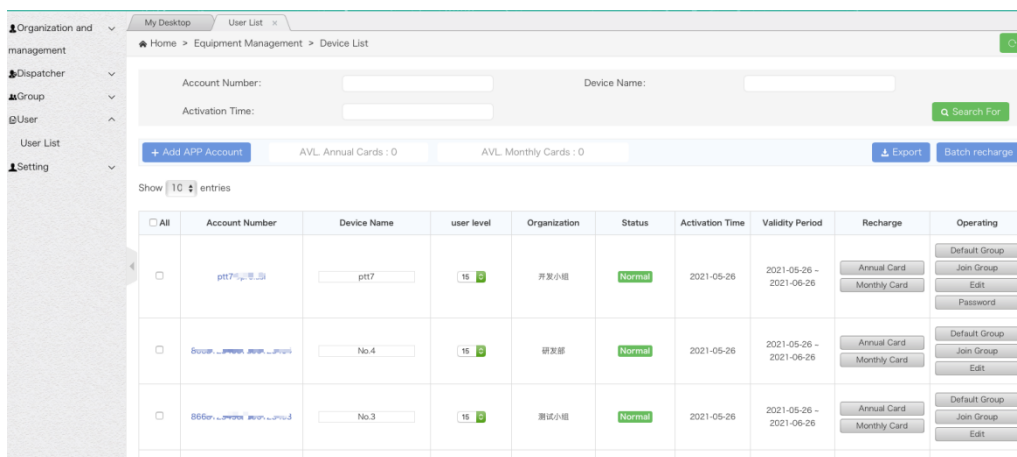 My Desktop User List ×
Organization and management
Home > Equipment Management > Device List
Dispatcher
Group
User
User List
Setting
Account Number: Device Name:
Activation Time: Search For
+ Add APP Account AVL. Annual Cards : 0 AVL. Monthly Cards : 0 Export Batch recharge
Show 10 entries
All Account Number Device Name user level Organization Status Activation Time Validity Period Recharge Operating
ptt7 15 开发小组 Normal 2021-05-26 2021-05-26 ~
2021-06-26
Annual Card
Monthly Card
Default Group
Join Group
Edit
Password
No.4 15 研发部 Normal 2021-05-26 2021-05-26 ~
2021-06-26
Annual Card
Monthly Card
Default Group
Join Group
Edit
No.3 15 测试小组 Normal 2021-05-26 2021-05-26 ~
2021-06-26
Annual Card
Monthly Card
Default Group
Join Group
Edit